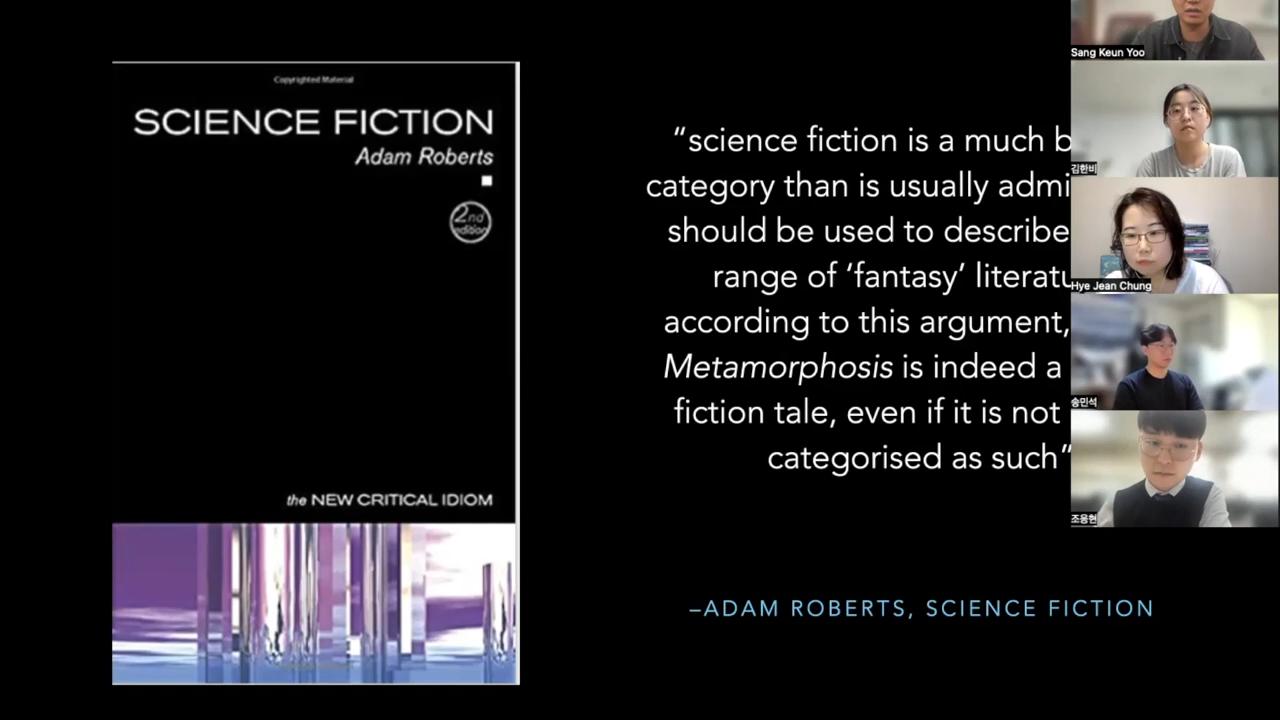 Copyrighted Material
SCIENCE FICTION
Adam Roberts
2nd
edition
the NEW CRITICAL IDIOM
“science fiction is a much b
category than is usually admi
should be used to describe
range of ‘fantasy’ literatu
according to this argument,
Metamorphosis is indeed a
fiction tale, even if it is not
categorised as such”
–ADAM ROBERTS, SCIENCE FICTION
Sang Keun Yoo
김한비
Hye Jean Chung
송민석
조응현